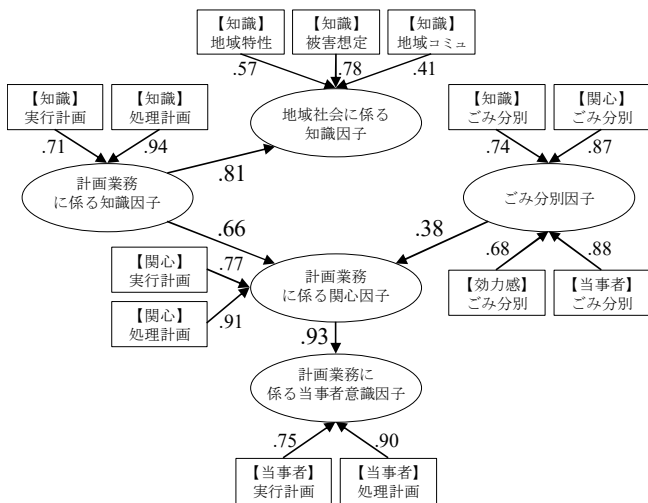 【知識】
地域特性
【知識】
被害想定
【知識】
地域コミュ
.57
.78
.41
【知識】
実行計画
【知識】
処理計画
.71
.94
地域社会に係る
知識因子
【知識】
ごみ分別
【関心】
ごみ分別
.74
.87
計画業務
に係る知識因子
.81
ごみ分別因子
.66
.38
【関心】
実行計画
.77
【関心】
処理計画
.91
計画業務
に係る関心因子
.68
.88
【効力感】
ごみ分別
【当事者】
ごみ分別
.93
計画業務に
係る当事者意識因子
.75
.90
【当事者】
実行計画
【当事者】
処理計画